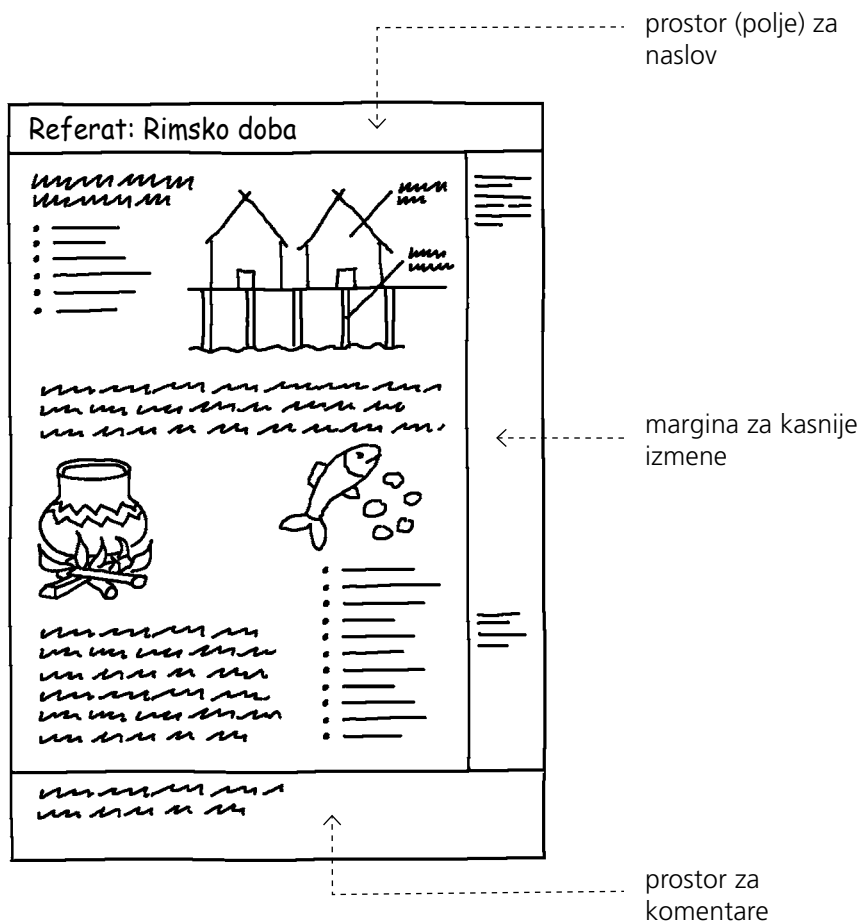 prostor (polje) za
naslov
Referat: Rimsko doba
margina za kasnije
izmene
prostor za
komentare